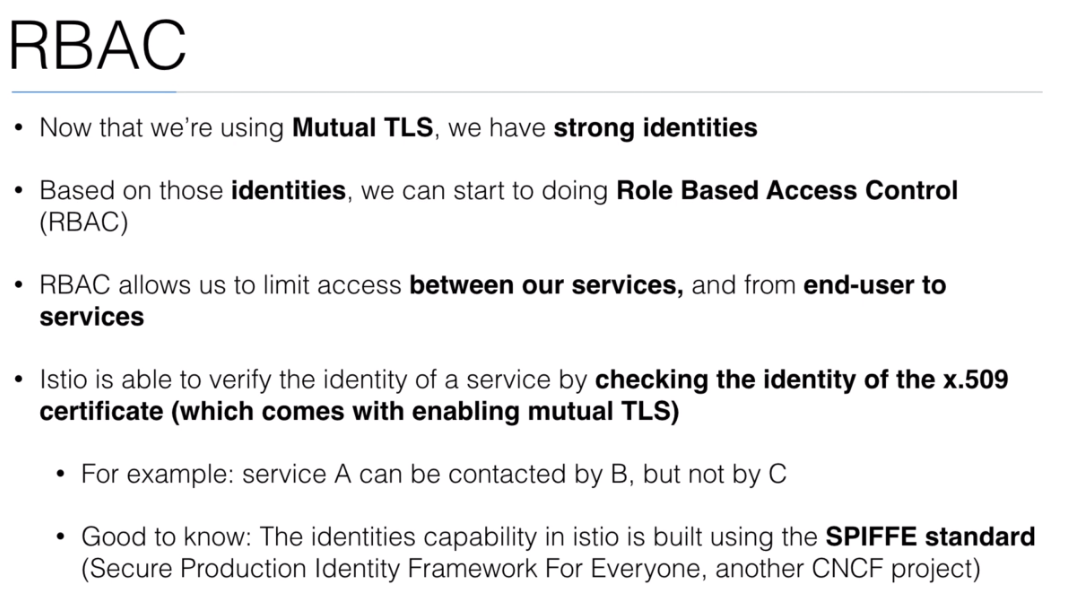 RBAC
• Now that we're using Mutual TLS, we have strong identities
• Based on those identities, we can start to doing Role Based Access Control
(RBAC)
• RBAC allows us to limit access between our services, and from end-user to
services
• Istio is able to verify the identity of a service by checking the identity of the x.509
certificate (which comes with enabling mutual TLS)
• For example: service A can be contacted by B, but not by C
• Good to know: The identities capability in istio is built using the SPIFFE standard
(Secure Production Identity Framework For Everyone, another CNCF project)